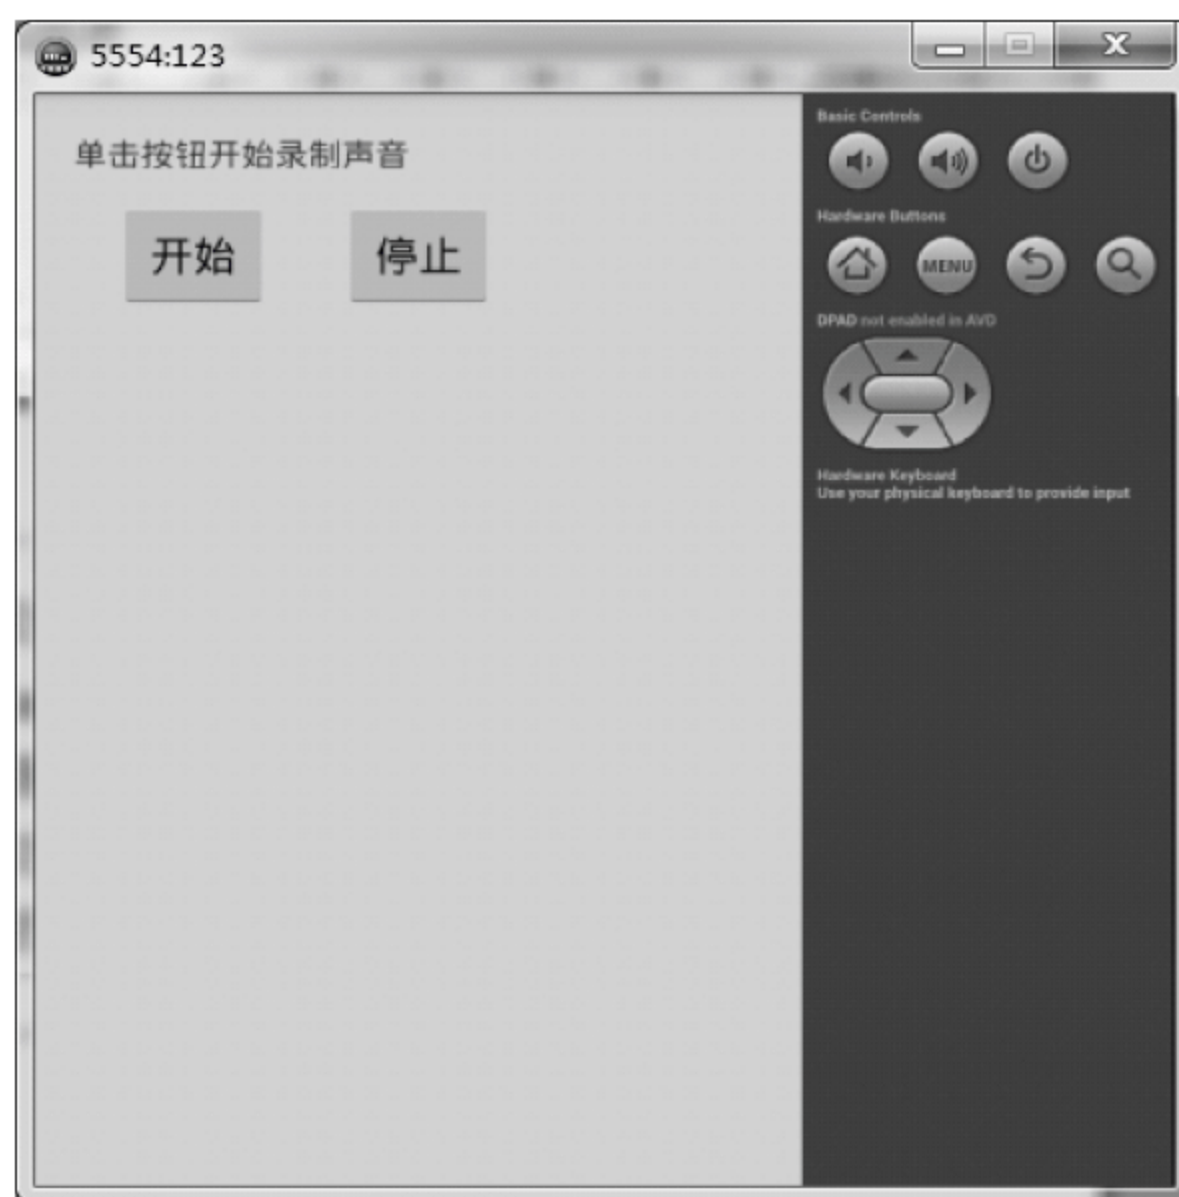 5554:123
单击按钮开始录制声音
开始
停止
Basic Controls
Hardware Buttons
MENU
DPAD not enabled in AVD
Hardware Keyboard
Use your physical keyboard to provide input